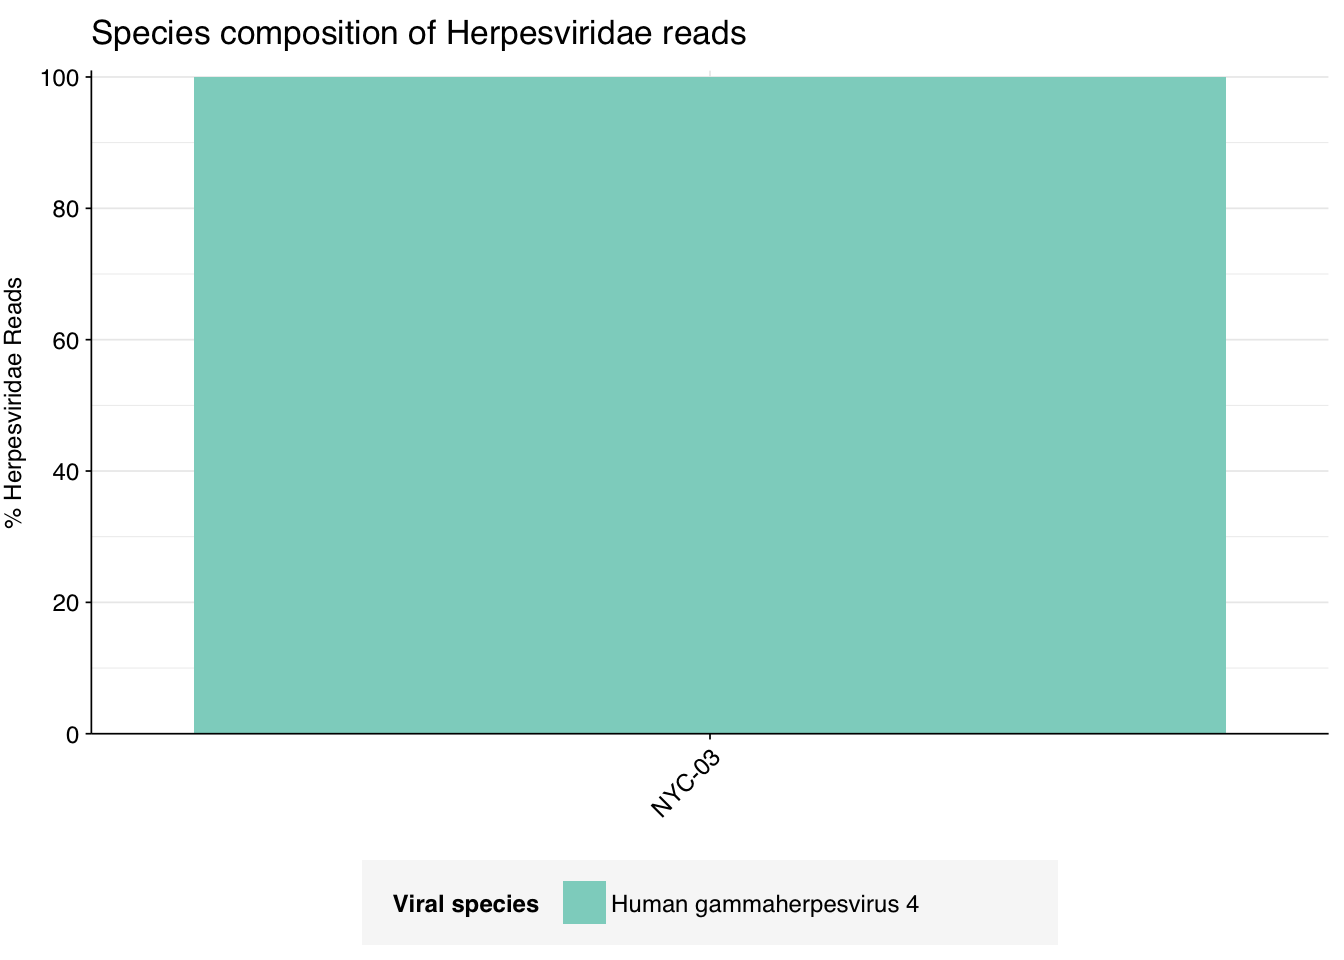 Species composition of Herpesviridae reads
% Herpesviridae Reads
100
80
60
40
20
0
NYC-03
Viral species Human gammaherpesvirus 4